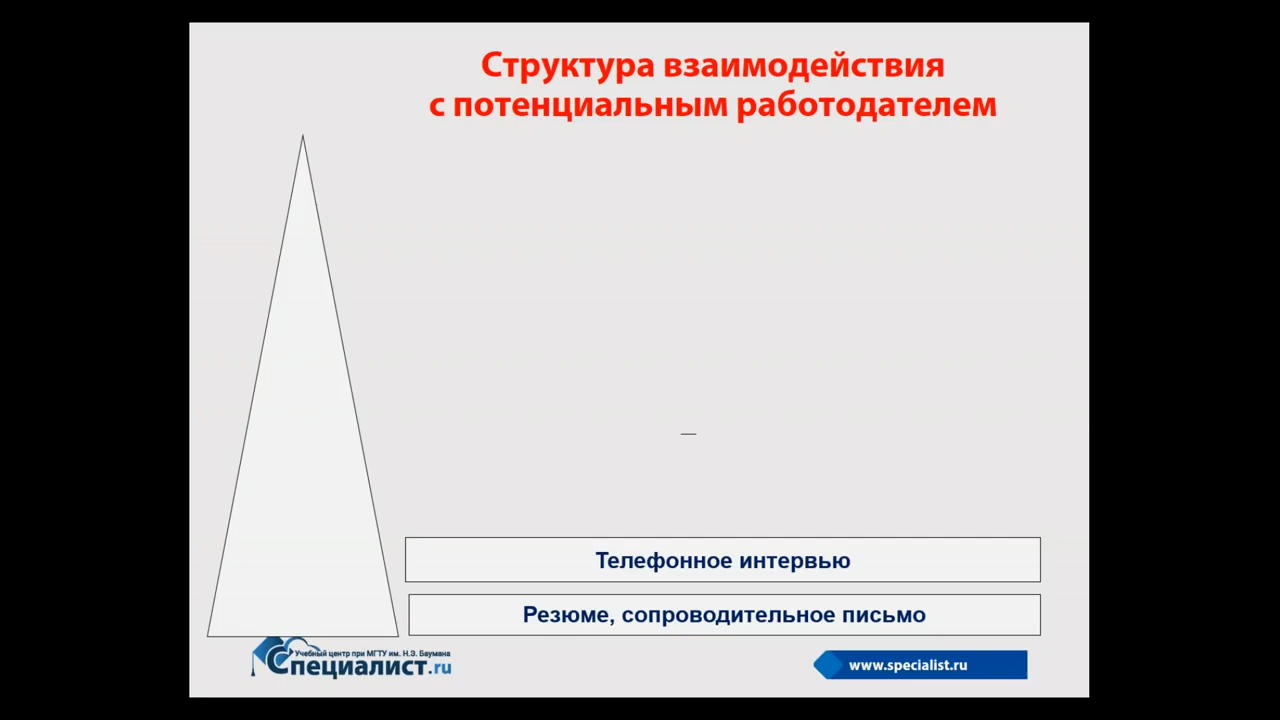 Структура взаимодействия
с потенциальным работодателем
Телефонное интервью
Резюме, сопроводительное письмо
Учебный центр при МГТУ им. Н.Э. Баумана
Специалист.ru
www.specialist.ru